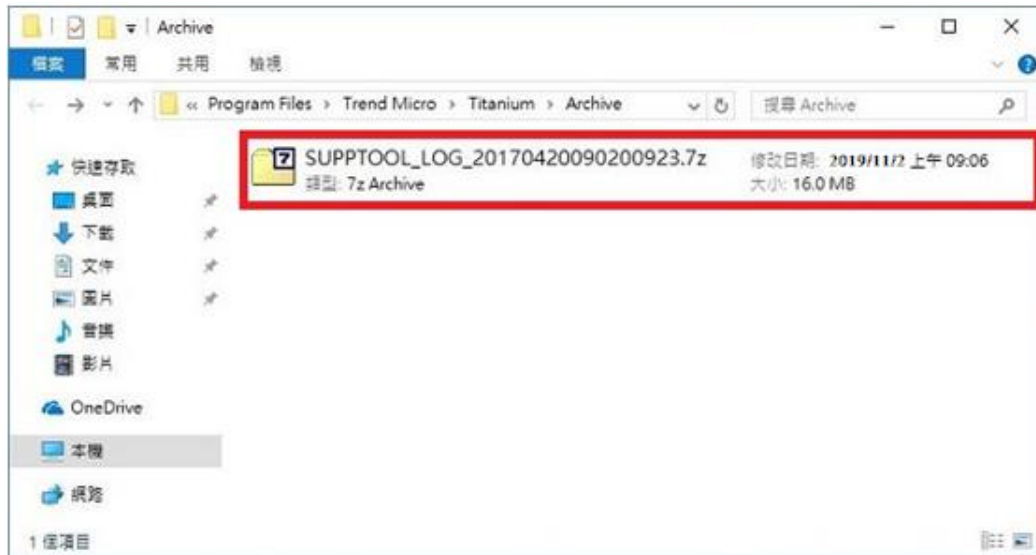 Archive
檔案 常用 共用 檢視
« Program Files › Trend Micro › Titanium › Archive 搜尋 Archive
快速存取
桌面
下載
文件
圖片
音樂
影片
OneDrive
本機
網路
SUPPTOOL_LOG_20170420090200923.7z 修改日期: 2019/11/2 上午 09:06
類型: 7z Archive 大小: 16.0 MB
1 個項目